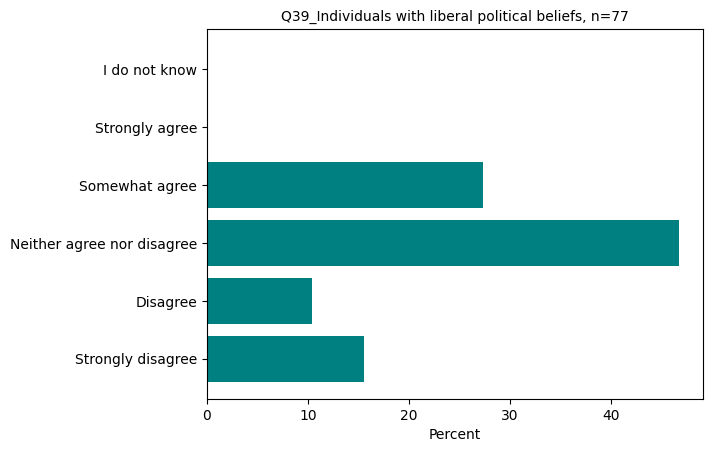 Q39_Individuals with liberal political beliefs, n=77
I do not know
Strongly agree
Somewhat agree
Neither agree nor disagree
Disagree
Strongly disagree
0 10 20 30 40
Percent